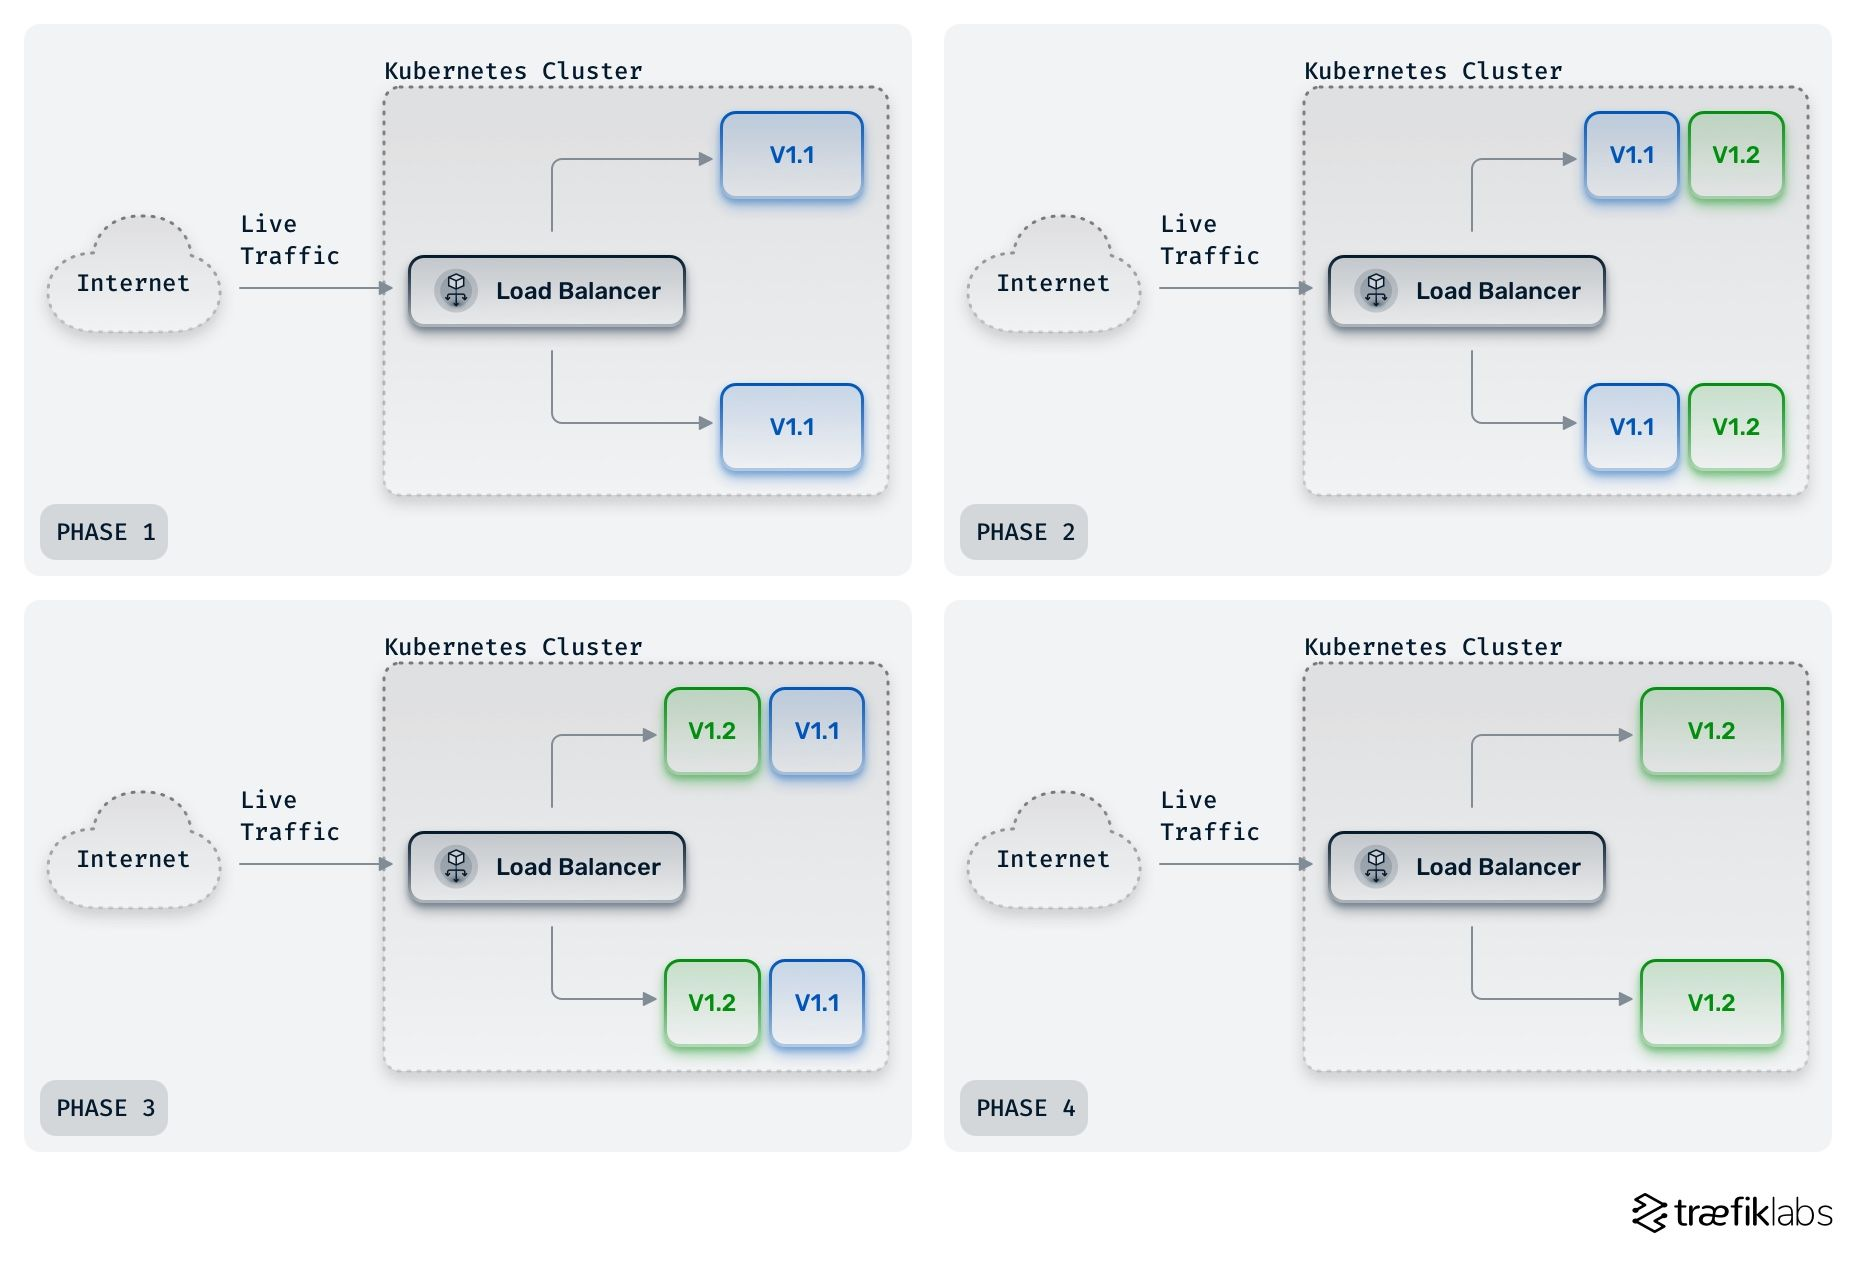 Kubernetes Cluster
V1.1
Live
Traffic
Internet
Load Balancer
V1.1
PHASE 1
Kubernetes Cluster
V1.1
V1.2
Live
Traffic
Internet
Load Balancer
V1.1
V1.2
PHASE 2
Kubernetes Cluster
V1.2
V1.1
Live
Traffic
Internet
Load Balancer
V1.2
V1.1
PHASE 3
Kubernetes Cluster
V1.2
Live
Traffic
Internet
Load Balancer
V1.2
PHASE 4
træfiklabs